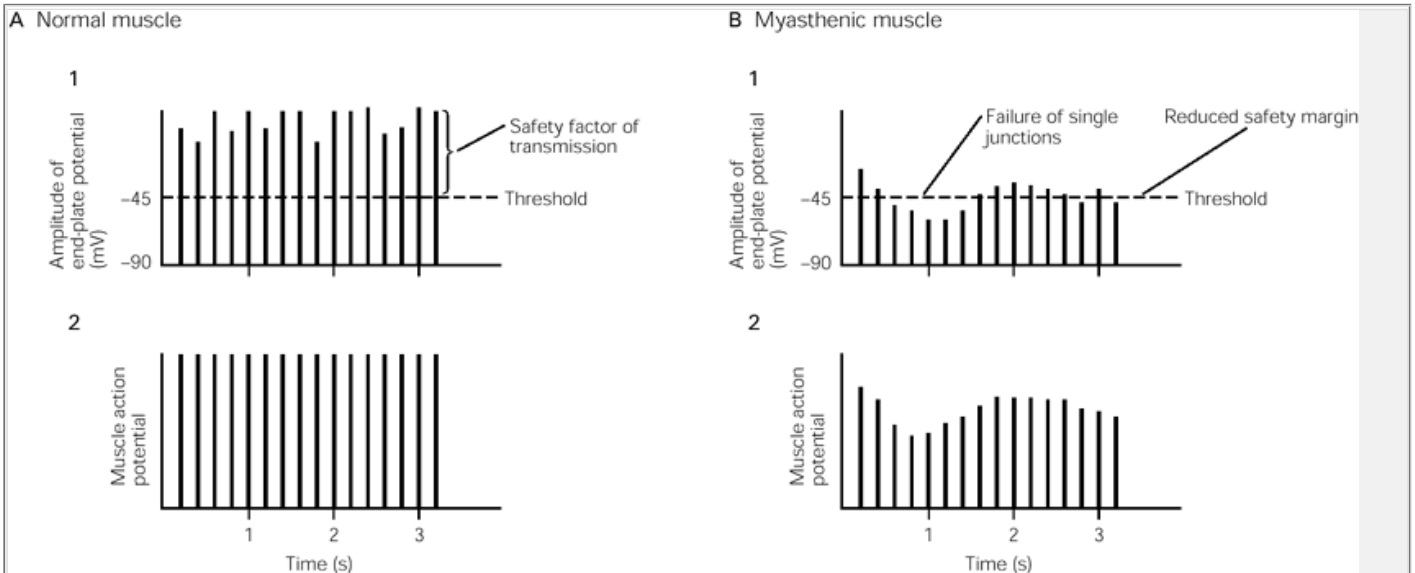 A Normal muscle
1
Amplitude of
end-plate potential
(mV)
−45
−90
Safety factor of
transmission
Threshold
2
Muscle action
potential
1 2 3
Time (s)
B Myasthenic muscle
1
Amplitude of
end-plate potential
(mV)
−45
−90
Failure of single
junctions
Reduced safety margin
Threshold
2
Muscle action
potential
1 2 3
Time (s)